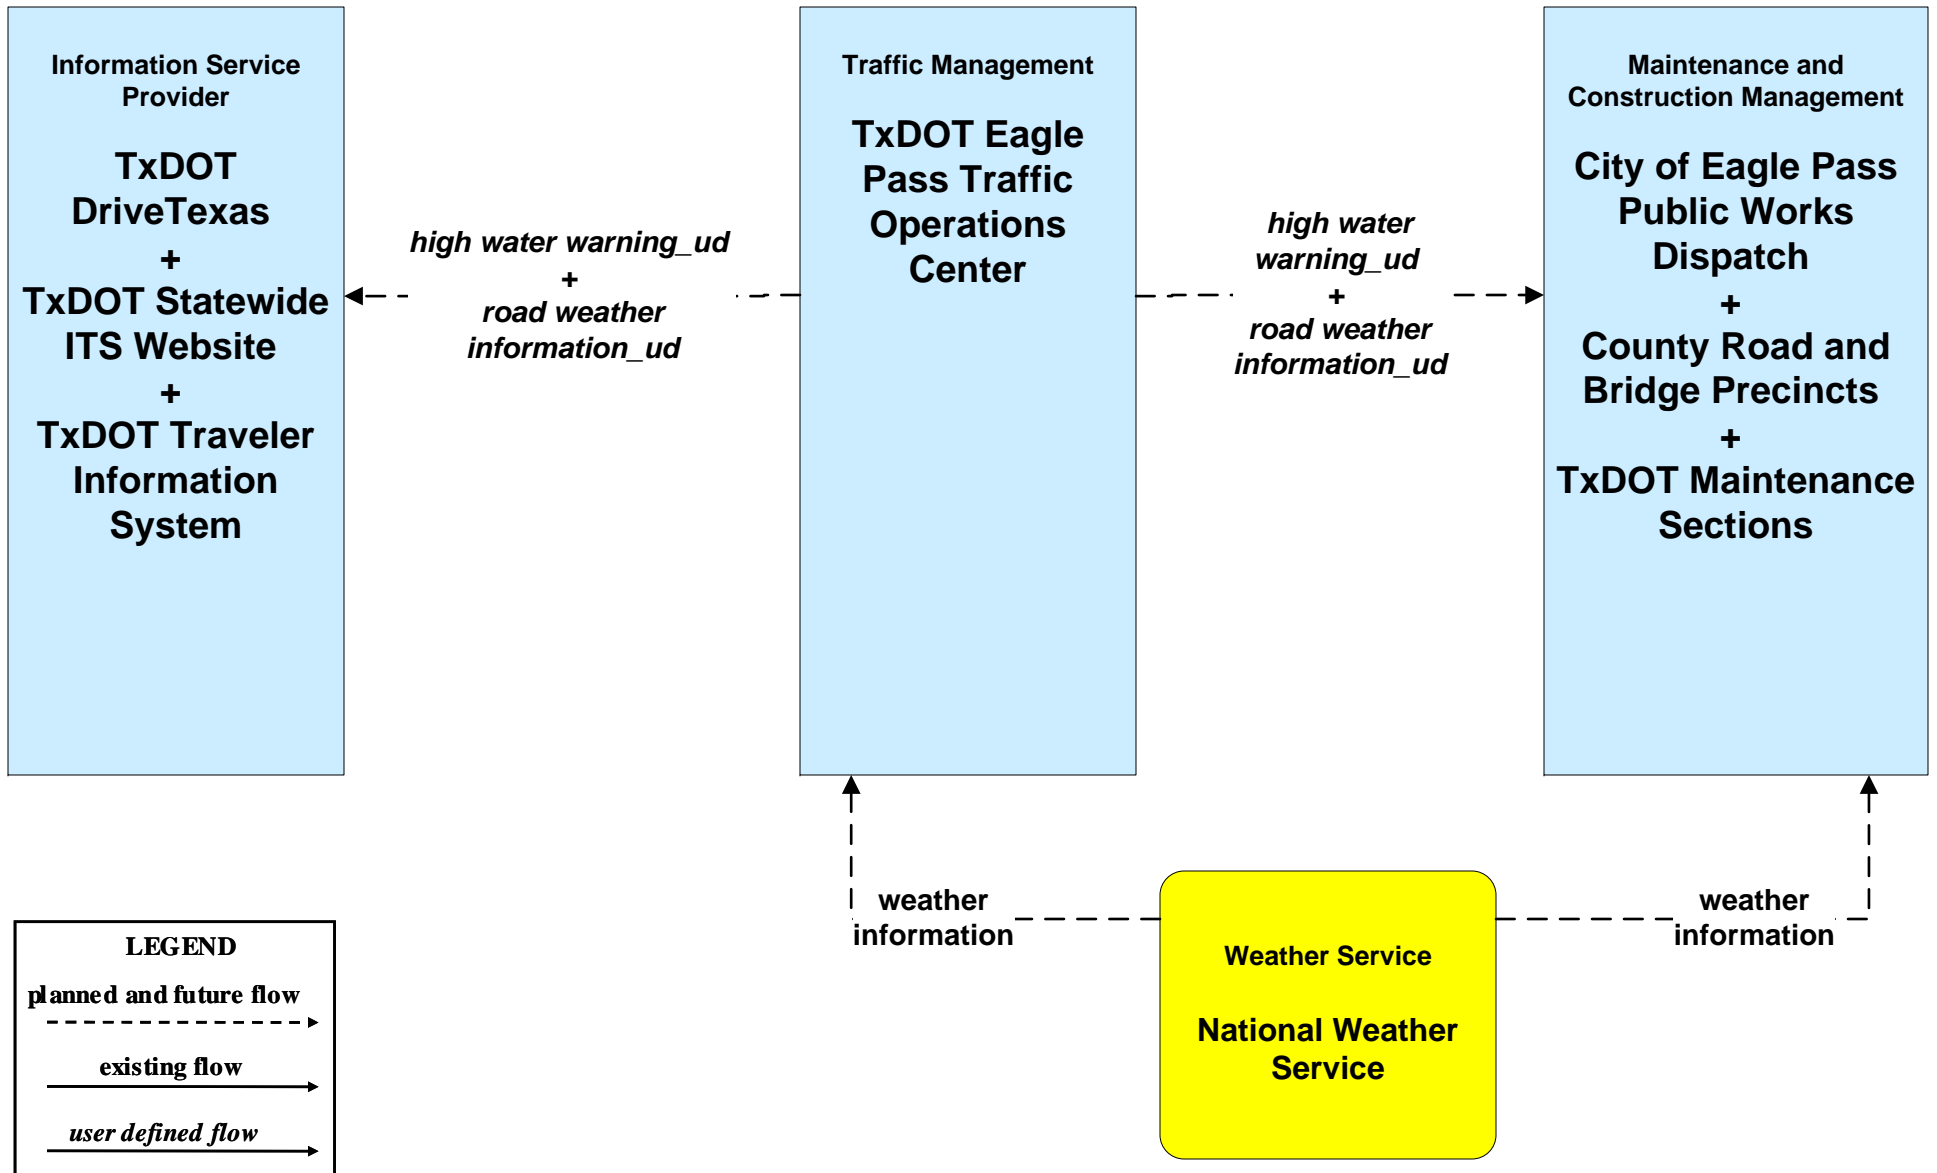 Information Service
Provider
TxDOT
DriveTexas
+
TxDOT Statewide
ITS Website
+
TxDOT Traveler
Information
System
high water warning_ud
+
road weather
information_ud
Traffic Management
TxDOT Eagle
Pass Traffic
Operations
Center
high water
warning_ud
+
road weather
information_ud
Maintenance and
Construction Management
City of Eagle Pass
Public Works
Dispatch
+
County Road and
Bridge Precincts
+
TxDOT Maintenance
Sections
weather
information
Weather Service
National Weather
Service
weather
information
LEGEND
planned and future flow
existing flow
user defined flow